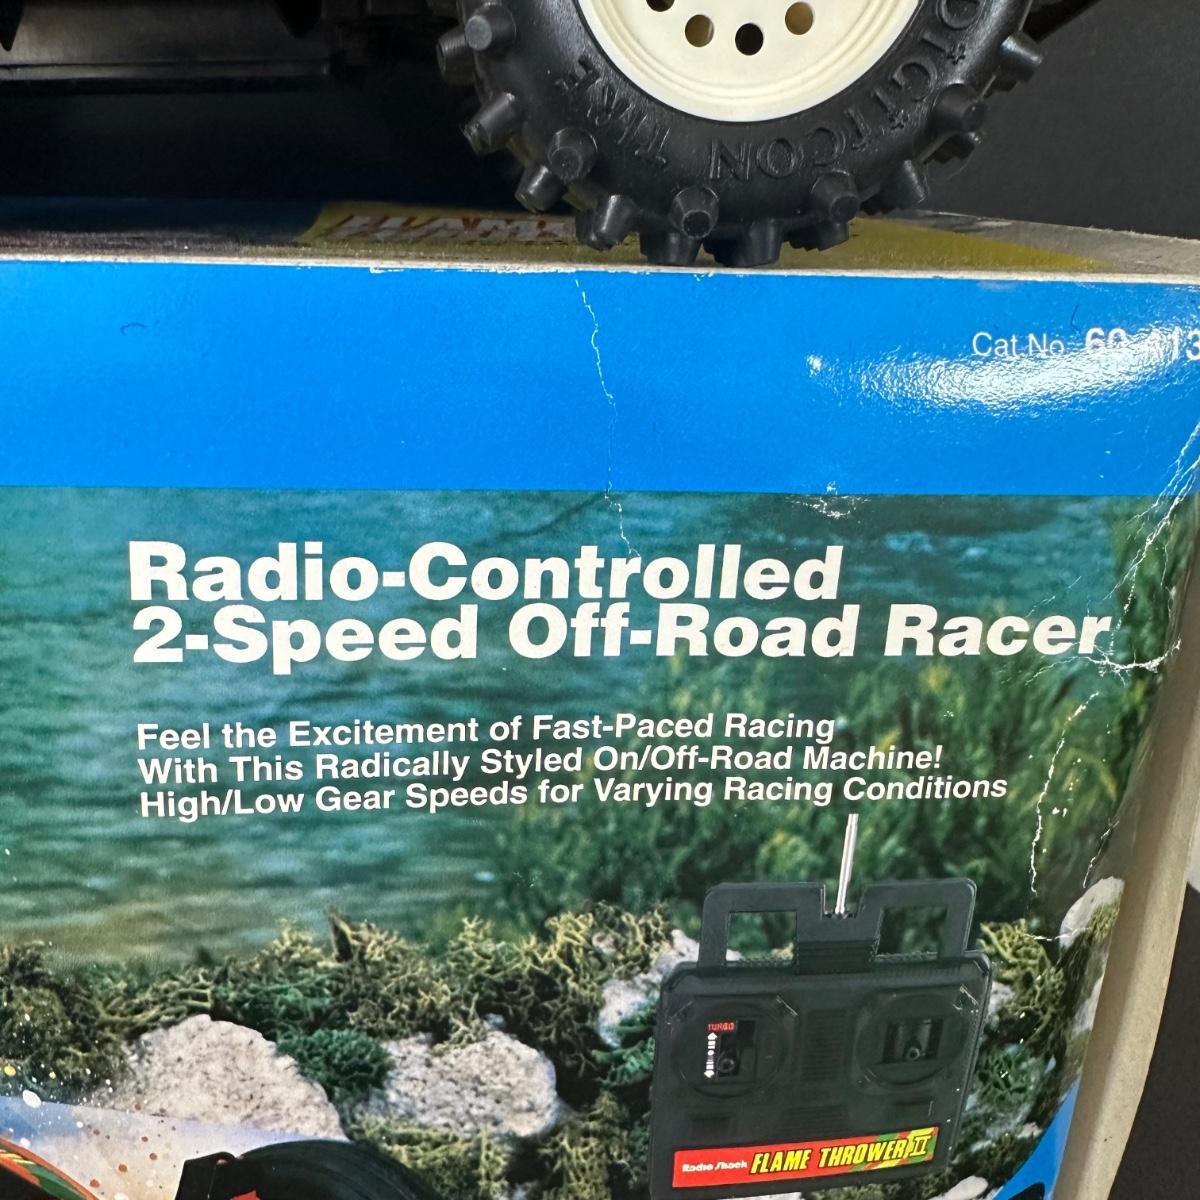 DIGITCON TIRE
Cat.No.
Radio-Controlled
2-Speed Off-Road Racer
Feel the Excitement of Fast-Paced Racing
With This Radically Styled On/Off-Road Machine!
High/Low Gear Speeds for Varying Racing Conditions
TURBO
Radio Shack FLAME THROWER II